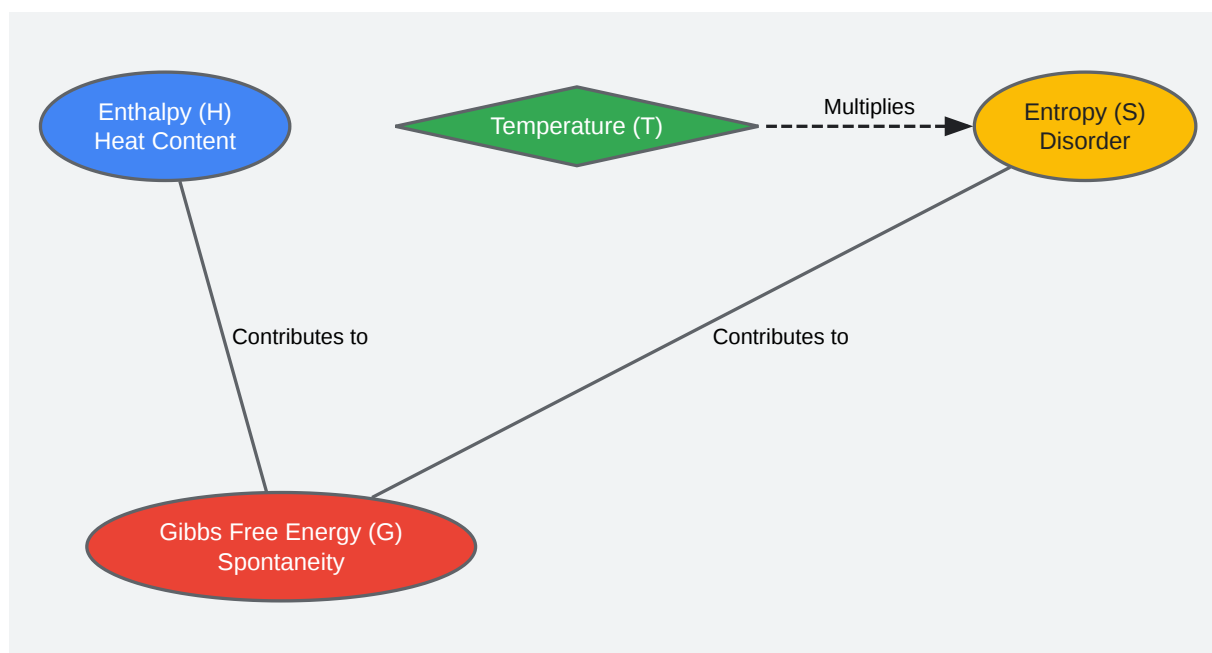 Enthalpy (H)
Heat Content
Temperature (T)
Multiplies
Entropy (S)
Disorder
Contributes to
Contributes to
Gibbs Free Energy (G)
Spontaneity